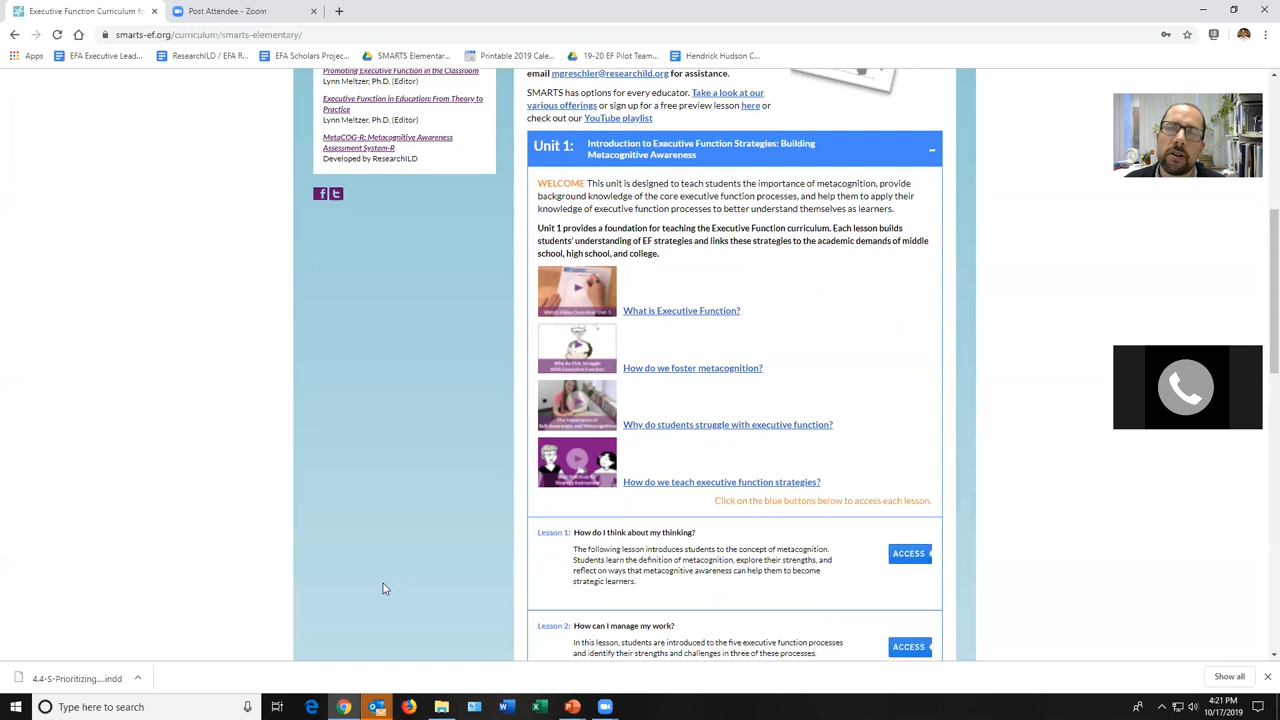 Executive Function Curriculum fo
Post Attendee - Zoom
smarts-ef.org/curriculum/smarts-elementary/
Apps
EFA Executive Lead...
ResearchILD / EFA R...
EFA Scholars Projec...
SMARTS Elementar...
Printable 2019 Cale...
19-20 EF Pilot Team...
Hendrick Hudson C...
Promoting Executive Function in the Classroom
Lynn Meltzer, Ph.D. (Editor)
Executive Function in Education: From Theory to
Practice
Lynn Meltzer, Ph.D. (Editor)
MetaCOG-R: Metacognitive Awareness
Assessment System-R
Developed by ResearchILD
email mgreschler@researchild.org for assistance.
SMARTS has options for every educator. Take a look at our
various offerings or sign up for a free preview lesson here or
check out our YouTube playlist
Unit 1: Introduction to Executive Function Strategies: Building
Metacognitive Awareness
WELCOME This unit is designed to teach students the importance of metacognition, provide
background knowledge of the core executive function processes, and help them to apply their
knowledge of executive function processes to better understand themselves as learners.
Unit 1 provides a foundation for teaching the Executive Function curriculum. Each lesson builds
students' understanding of EF strategies and links these strategies to the academic demands of middle
school, high school, and college.
What is Executive Function?
How do we foster metacognition?
Why do students struggle with executive function?
How do we teach executive function strategies?
Click on the blue buttons below to access each lesson.
Lesson 1: How do I think about my thinking?
The following lesson introduces students to the concept of metacognition.
Students learn the definition of metacognition, explore their strengths, and
reflect on ways that metacognitive awareness can help them to become
strategic learners.
ACCESS
Lesson 2: How can I manage my work?
In this lesson, students are introduced to the five executive function processes
and identify their strengths and challenges in three of these processes.
ACCESS
4.4-S-Prioritizing....indd
Show all
Type here to search
4:21 PM
10/17/2019